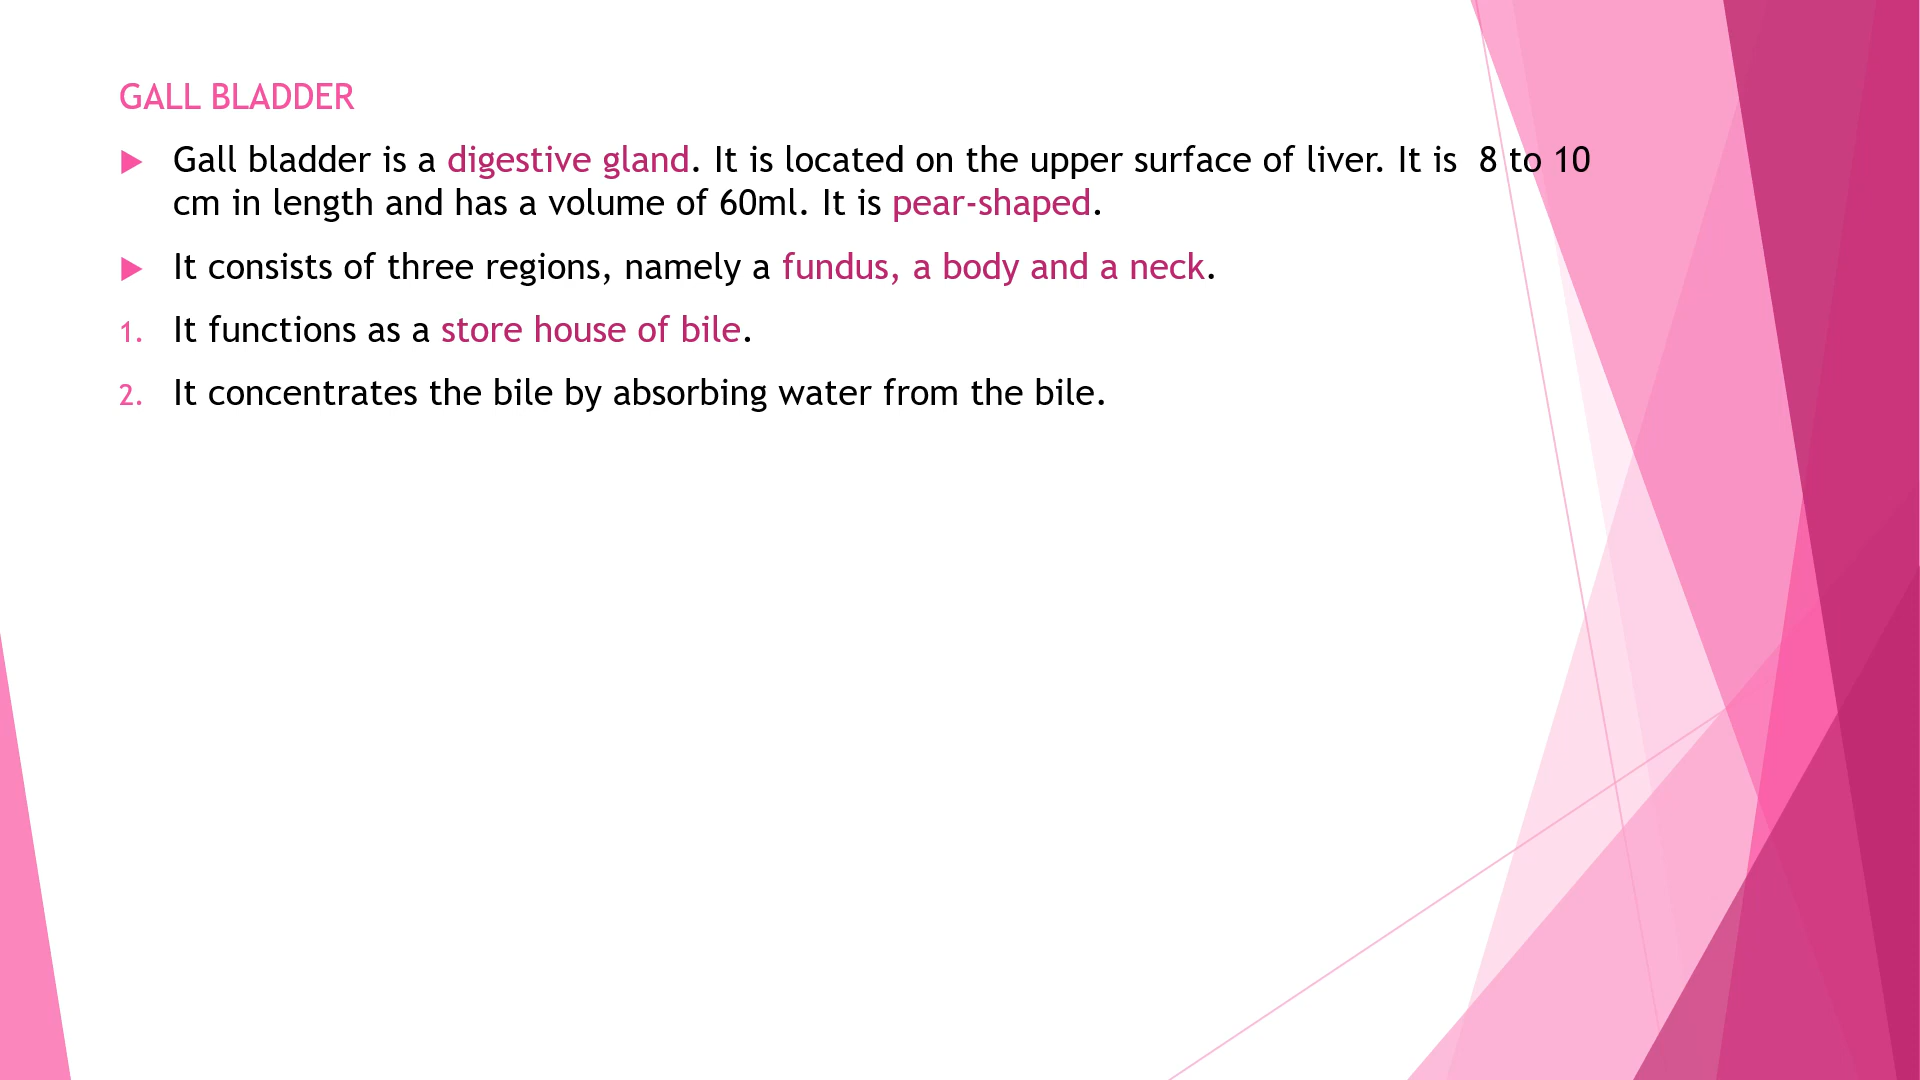 GALL BLADDER
Gall bladder is a digestive gland. It is located on the upper surface of liver. It is  8 to 10
cm in length and has a volume of 60ml. It is pear-shaped.
It consists of three regions, namely a fundus, a body and a neck.
1. It functions as a store house of bile.
2. It concentrates the bile by absorbing water from the bile.